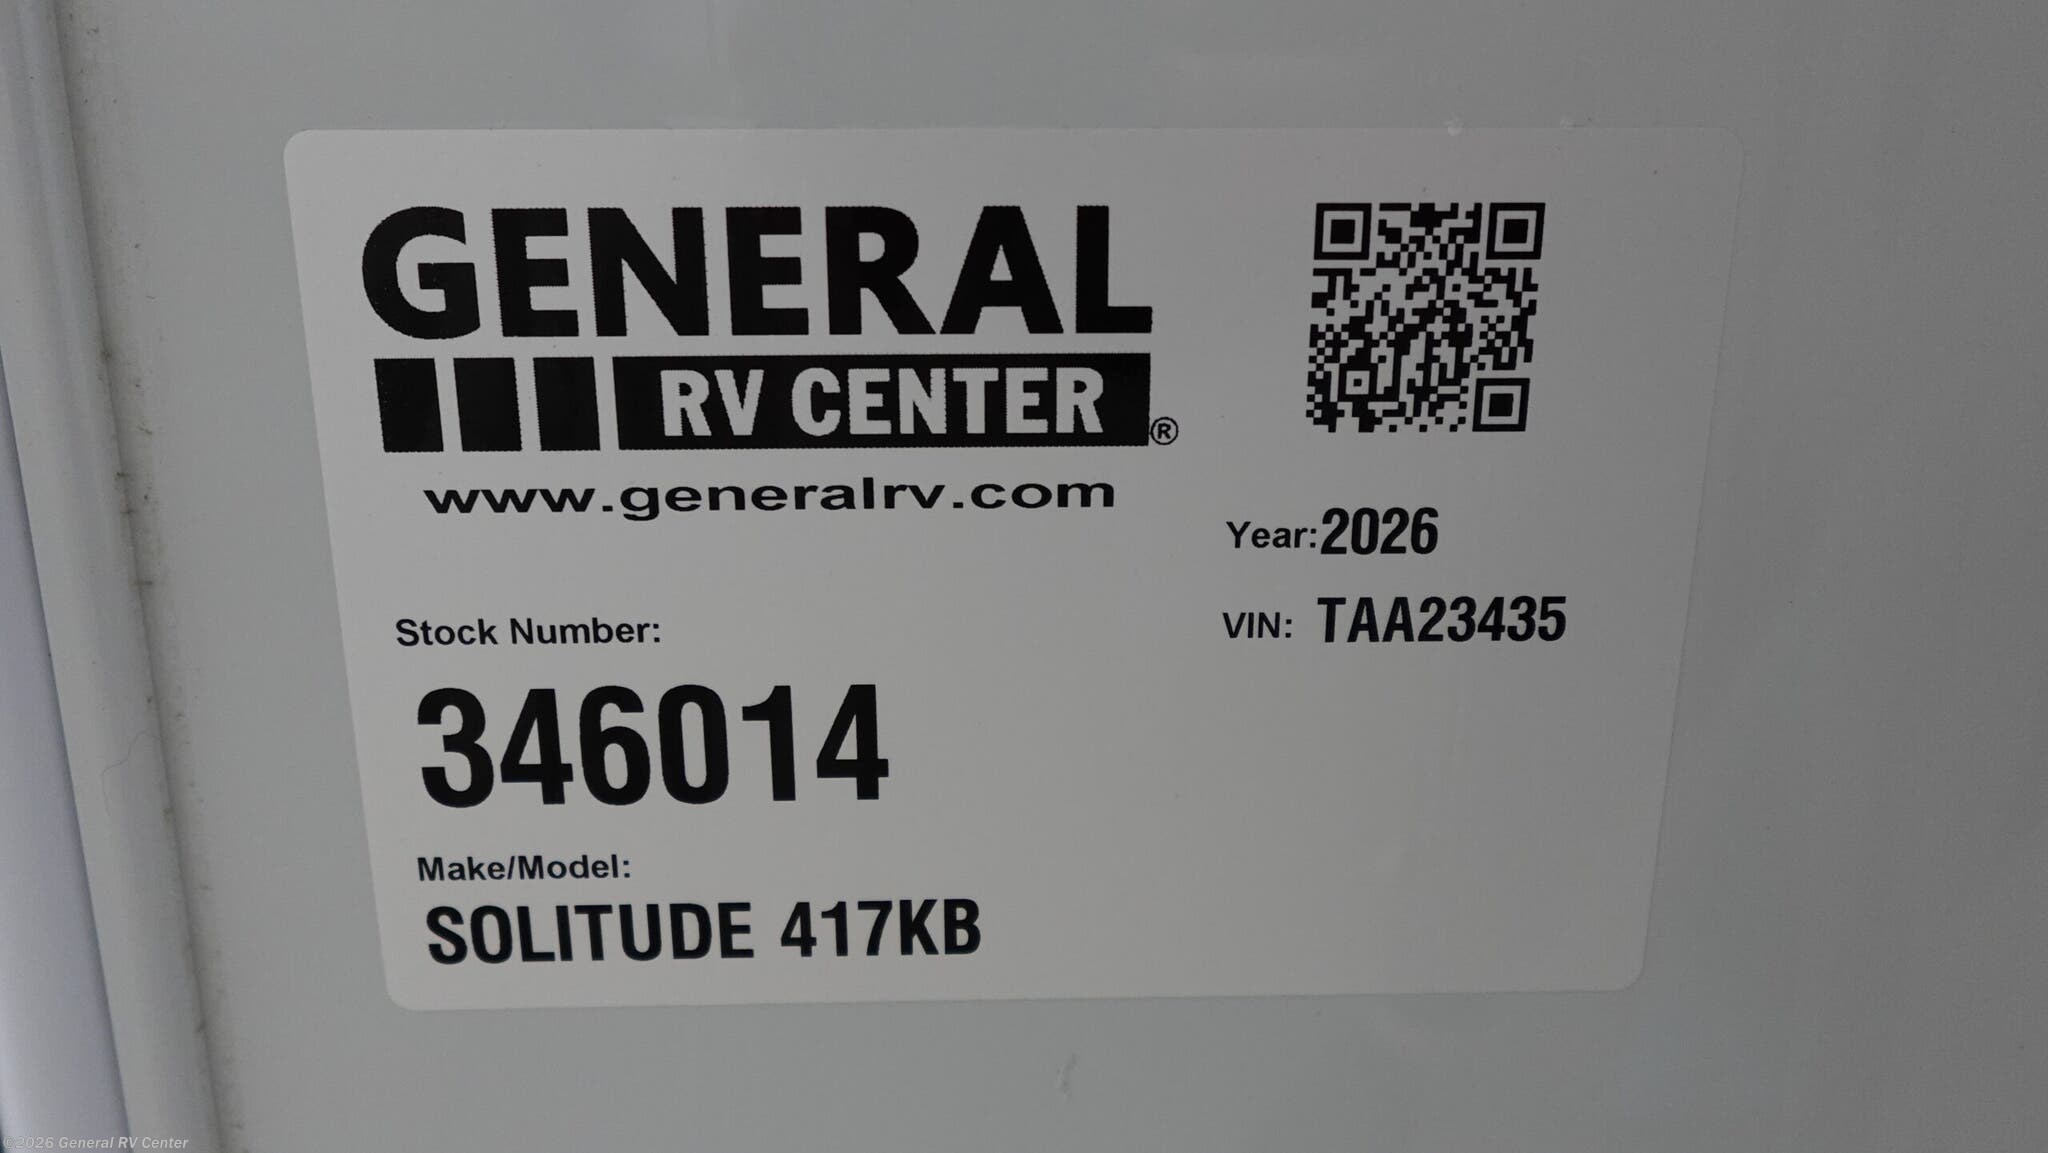 GENERAL
RV CENTER®
www.generalrv.com
Year: 2026
VIN: TAA23435
Stock Number:
346014
Make/Model:
SOLITUDE 417KB
©2026 General RV Center